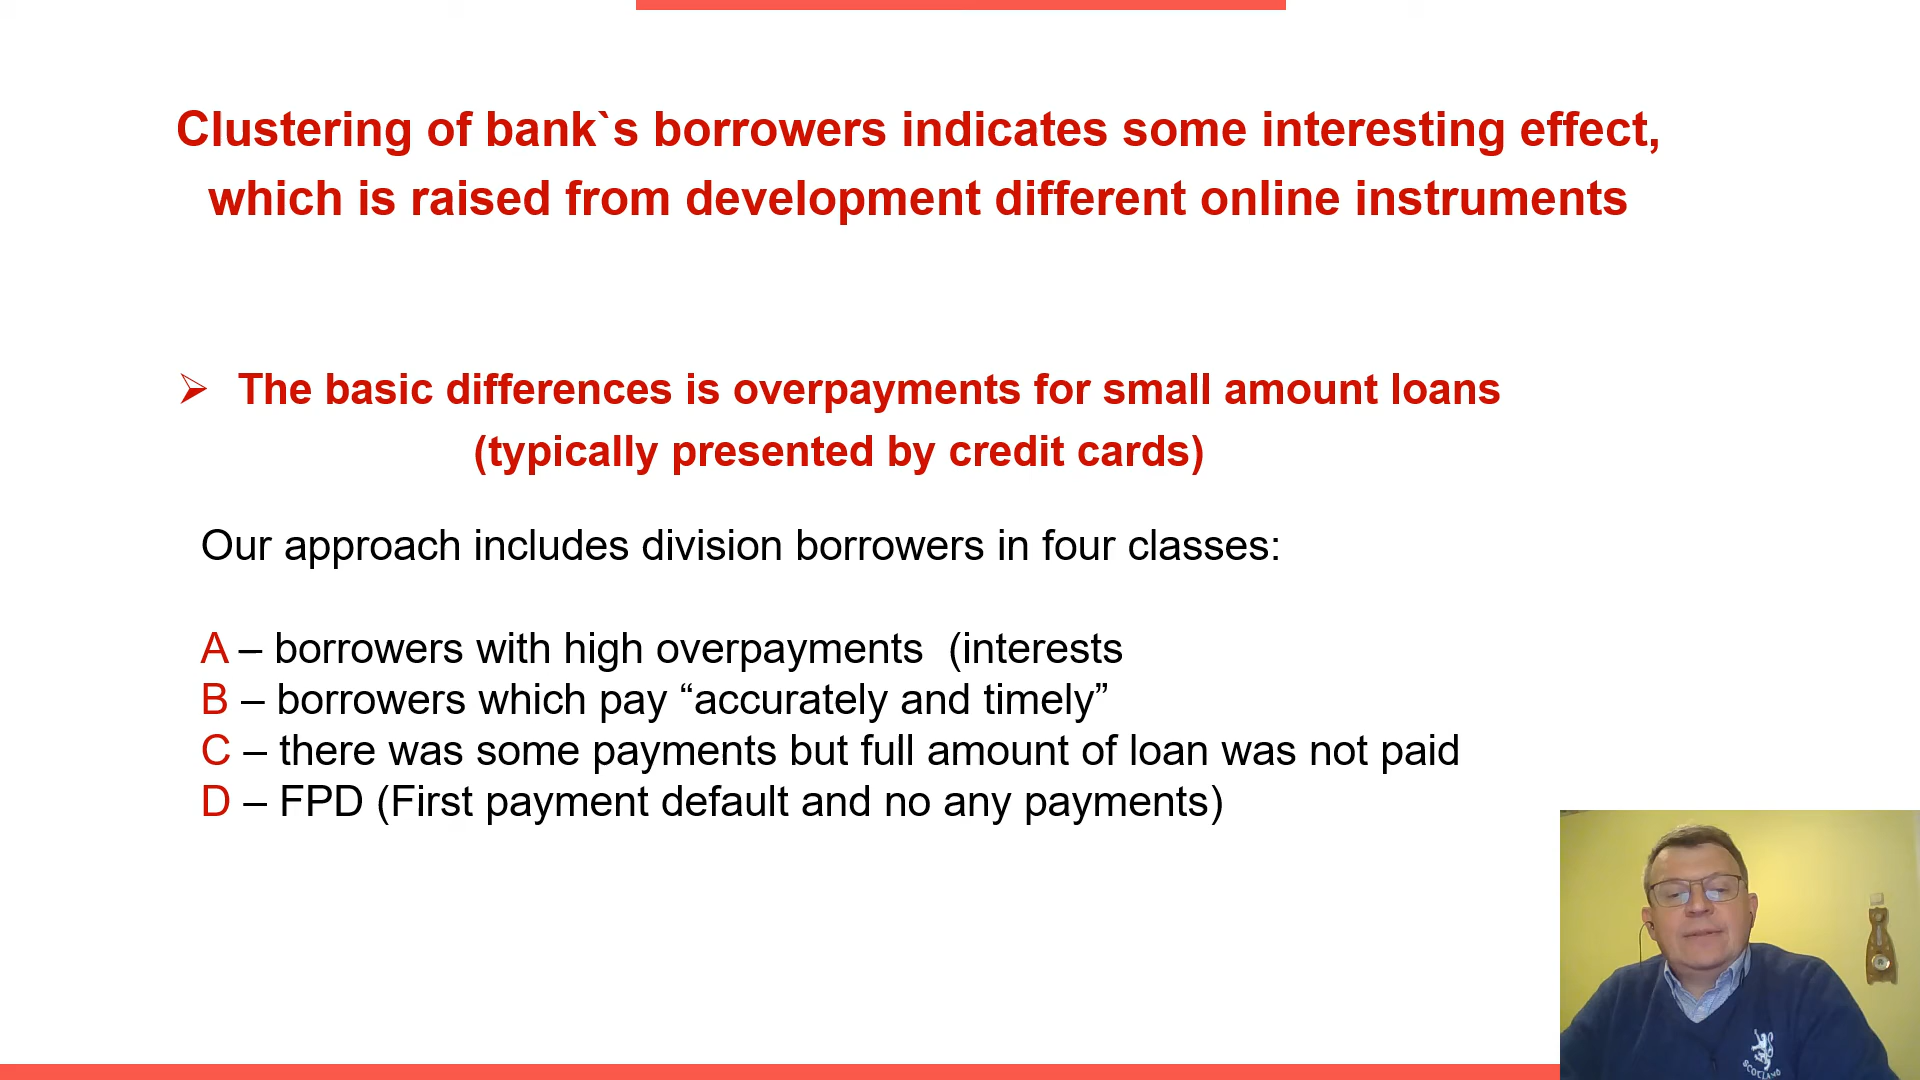 Clustering of bank`s borrowers indicates some interesting effect,
which is raised from development different online instruments
➢ The basic differences is overpayments for small amount loans
(typically presented by credit cards)
Our approach includes division borrowers in four classes:
A – borrowers with high overpayments  (interests
B – borrowers which pay “accurately and timely”
C – there was some payments but full amount of loan was not paid
D – FPD (First payment default and no any payments)
SCOTLAND